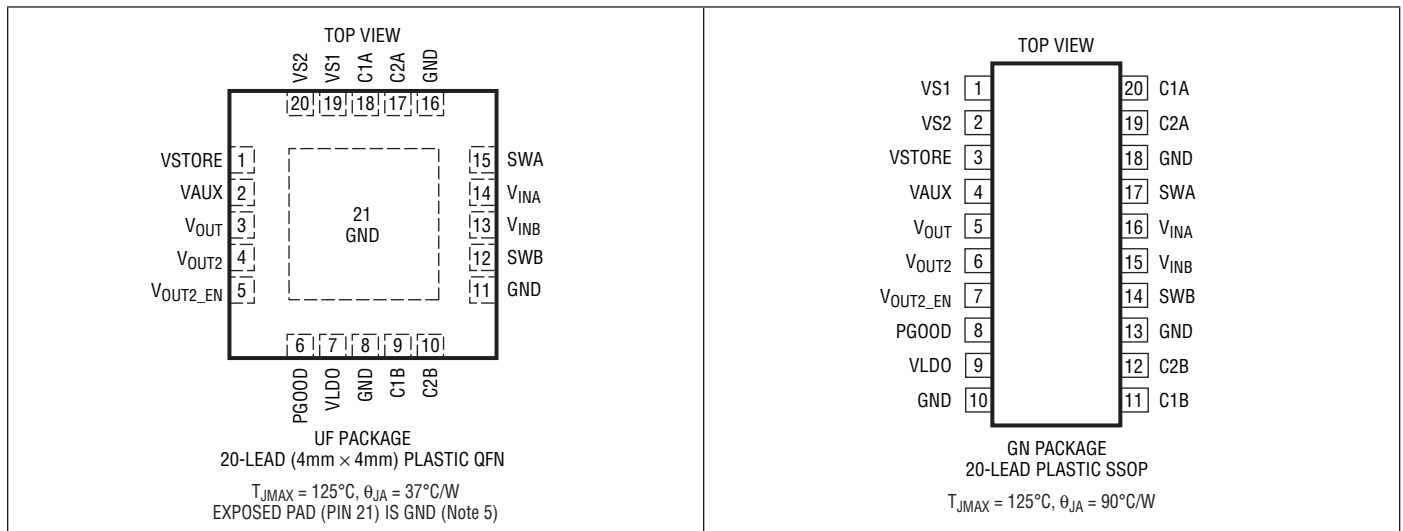 TOP VIEW
VS2 VS1 C1A C2A GND
20 19 18 17 16
VSTORE 1
VAUX 2
VOUT 3
VOUT2 4
VOUT2_EN 5
21
GND
15 SWA
14 VINA
13 VINB
12 SWB
11 GND
6 7 8 9 10
PGOOD VLDO GND C1B C2B
UF PACKAGE
20-LEAD (4mm × 4mm) PLASTIC QFN
TJMAX = 125°C, θJA = 37°C/W
EXPOSED PAD (PIN 21) IS GND (Note 5)
TOP VIEW
VS1 1
VS2 2
VSTORE 3
VAUX 4
VOUT 5
VOUT2 6
VOUT2_EN 7
PGOOD 8
VLDO 9
GND 10
20 C1A
19 C2A
18 GND
17 SWA
16 VINA
15 VINB
14 SWB
13 GND
12 C2B
11 C1B
GN PACKAGE
20-LEAD PLASTIC SSOP
TJMAX = 125°C, θJA = 90°C/W